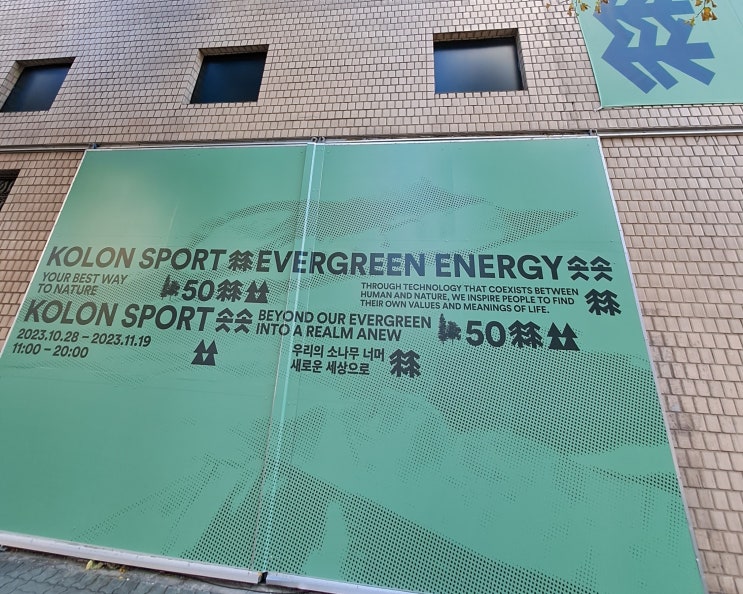 KOLON SPORT EVERGREEN ENERGY
YOUR BEST WAY
TO NATURE
50
THROUGH TECHNOLOGY THAT COEXISTS BETWEEN
HUMAN AND NATURE, WE INSPIRE PEOPLE TO FIND
THEIR OWN VALUES AND MEANINGS OF LIFE.
KOLON SPORT
BEYOND OUR EVERGREEN
INTO A REALM ANEW
50
2023.10.28 – 2023.11.19
11:00 – 20:00
우리의 소나무 너머
새로운 세상으로